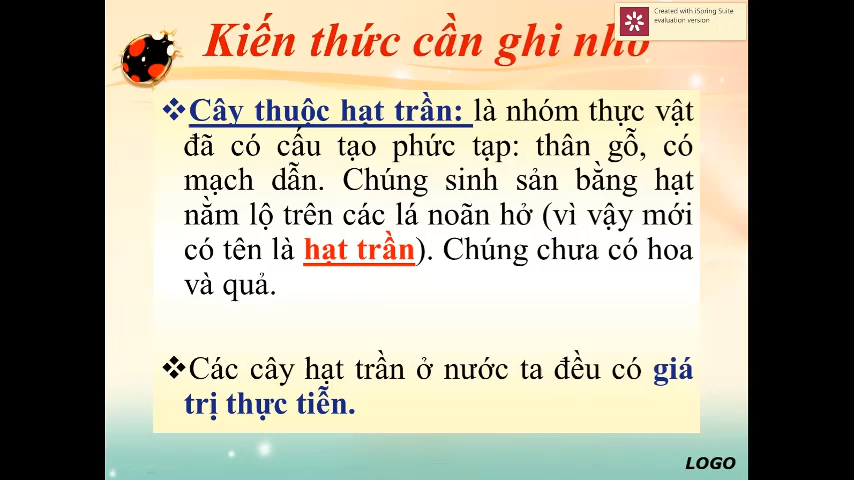 Kiến thức cần ghi nhớ
Created with iSpring Suite
evaluation version
❖Cây thuộc hạt trần: là nhóm thực vật
đã có cấu tạo phức tạp: thân gỗ, có
mạch dẫn. Chúng sinh sản bằng hạt
nằm lộ trên các lá noãn hở (vì vậy mới
có tên là hạt trần). Chúng chưa có hoa
và quả.
❖Các cây hạt trần ở nước ta đều có giá
trị thực tiễn.
LOGO